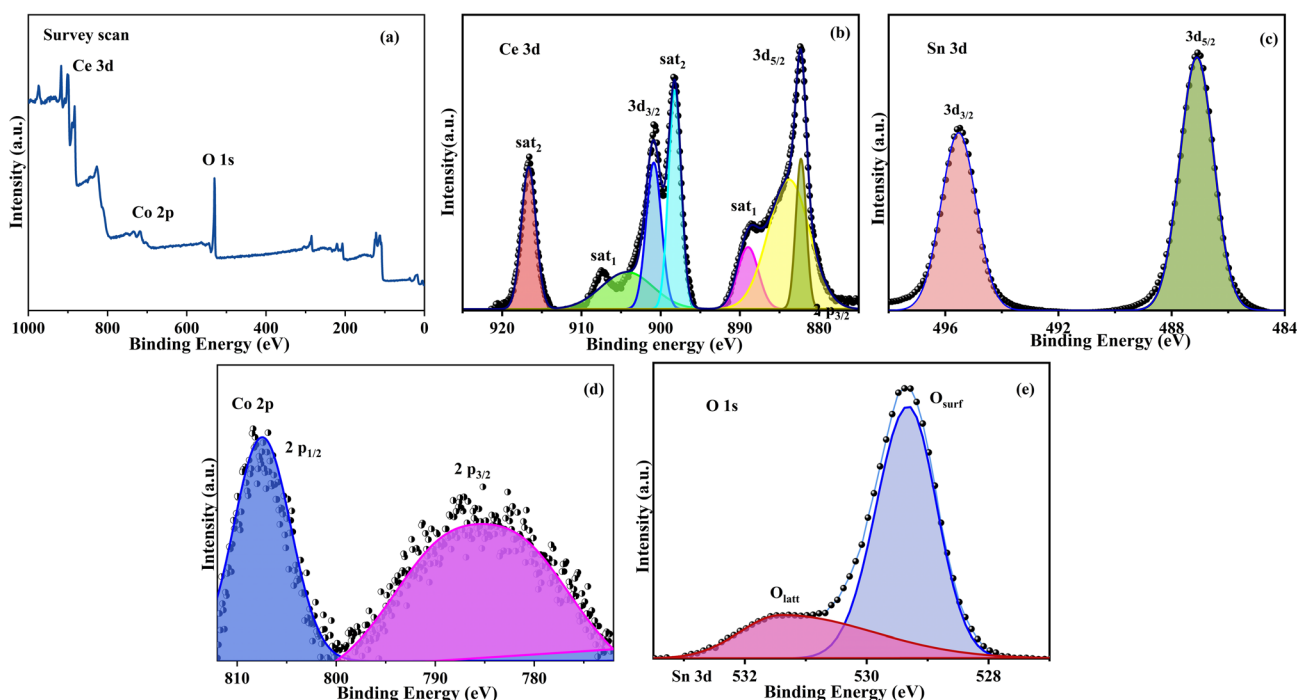 Survey scan
(a)
Ce 3d
O 1s
Co 2p
Intensity (a.u.)
1000 800 600 400 200 0
Binding Energy (eV)
Ce 3d
(b)
sat₂
sat₁
3d₃/₂
sat₂
sat₁
3d₅/₂
2 p₃/₂
Intensity(a.u.)
920 910 900 890 880
Binding energy (eV)
Sn 3d
(c)
3d₃/₂
3d₅/₂
Intensity (a.u.)
496 492 488 484
Binding Energy (eV)
Co 2p
(d)
2 p₁/₂
2 p₃/₂
Intensity (a.u.)
810 800 790 780
Binding Energy (eV)
O 1s
(e)
O_surf
O_latt
Intensity (a.u.)
Sn 3d
532 530 528
Binding Energy (eV)